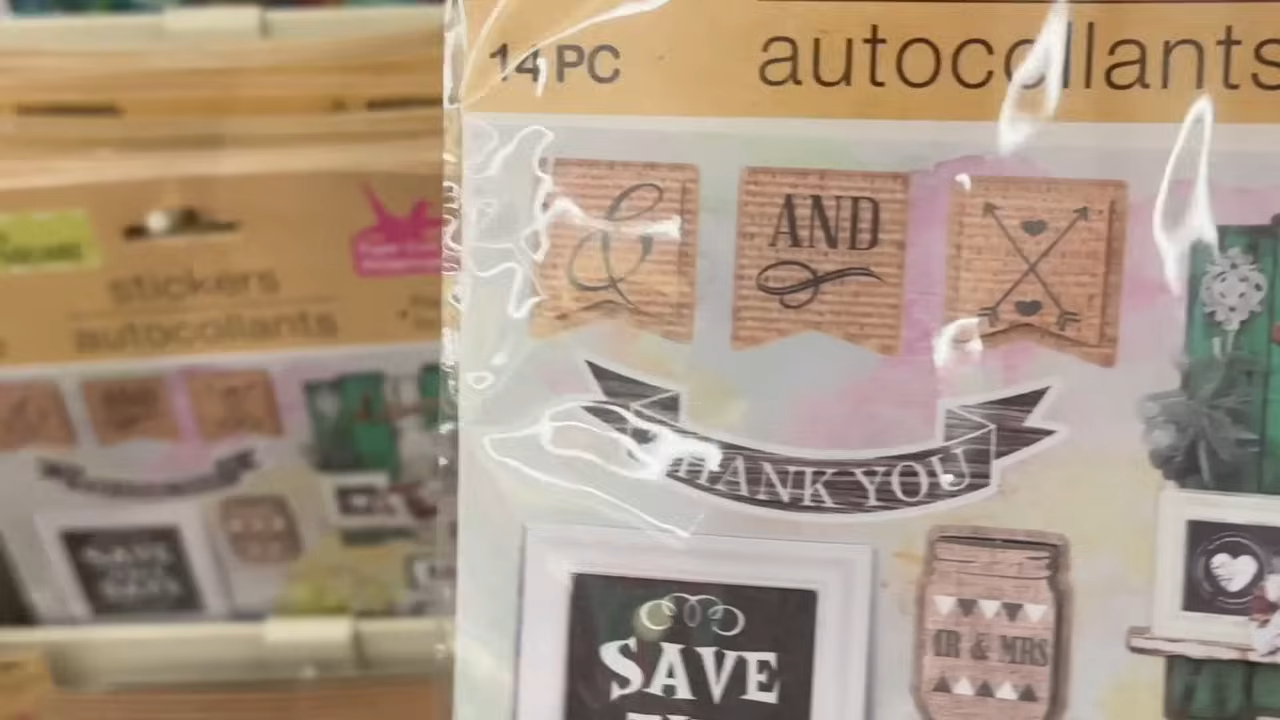 14 PC
autocollants
&
AND
THANK YOU
SAVE
MR & MRS
stickers
autocollants